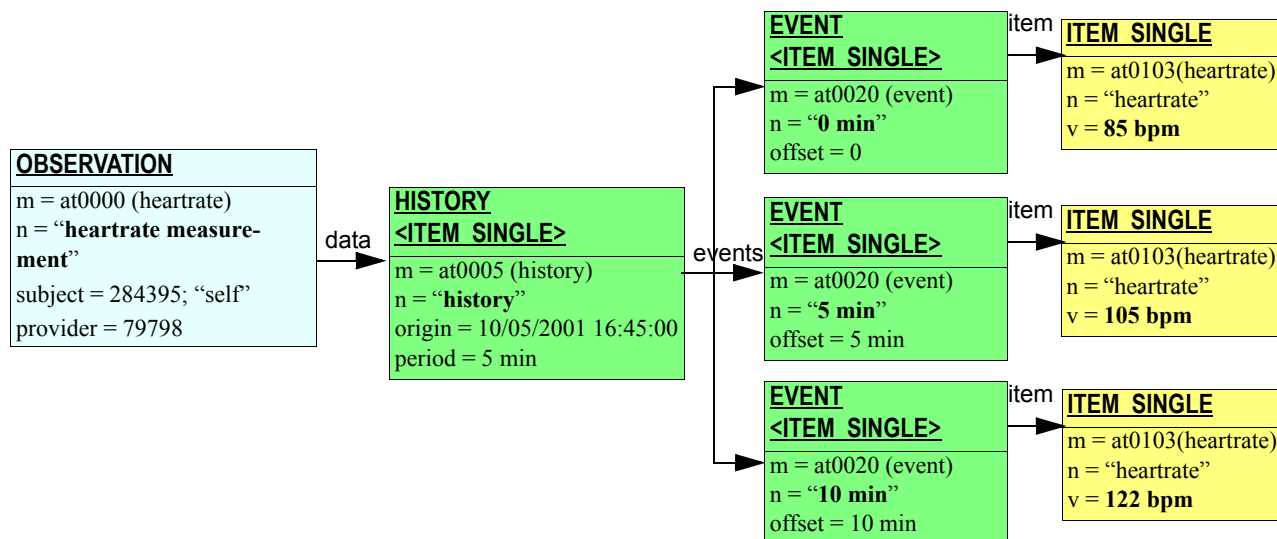 OBSERVATION
m = at0000 (heartrate)
n = “heartrate measure-
ment”
subject = 284395; “self”
provider = 79798
data
HISTORY
<ITEM_SINGLE>
m = at0005 (history)
n = “history”
origin = 10/05/2001 16:45:00
period = 5 min
events
EVENT
<ITEM_SINGLE>
m = at0020 (event)
n = “0 min”
offset = 0
item
ITEM_SINGLE
m = at0103(heartrate)
n = “heartrate”
v = 85 bpm
EVENT
<ITEM_SINGLE>
m = at0020 (event)
n = “5 min”
offset = 5 min
item
ITEM_SINGLE
m = at0103(heartrate)
n = “heartrate”
v = 105 bpm
EVENT
<ITEM_SINGLE>
m = at0020 (event)
n = “10 min”
offset = 10 min
item
ITEM_SINGLE
m = at0103(heartrate)
n = “heartrate”
v = 122 bpm